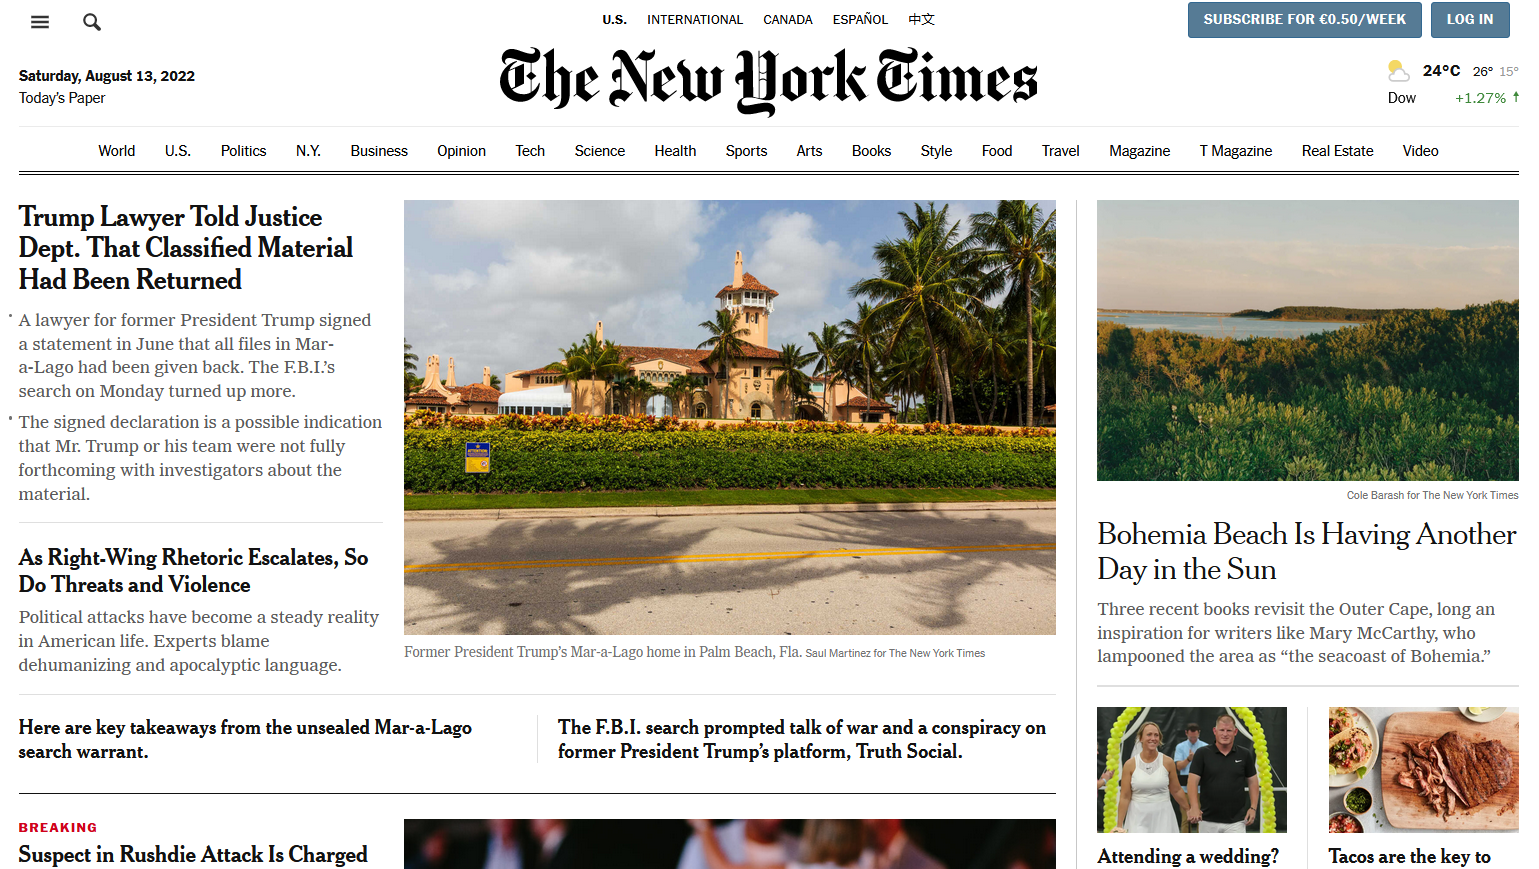 U.S. INTERNATIONAL CANADA ESPAÑOL 中文
SUBSCRIBE FOR €0.50/WEEK LOG IN
Saturday, August 13, 2022
Today's Paper
The New York Times
24°C 26° 15°
Dow +1.27% ↑
World U.S. Politics N.Y. Business Opinion Tech Science Health Sports Arts Books Style Food Travel Magazine T Magazine Real Estate Video
Trump Lawyer Told Justice
Dept. That Classified Material
Had Been Returned
• A lawyer for former President Trump signed
a statement in June that all files in Mar-
a-Lago had been given back. The F.B.I.'s
search on Monday turned up more.
• The signed declaration is a possible indication
that Mr. Trump or his team were not fully
forthcoming with investigators about the
material.
As Right-Wing Rhetoric Escalates, So
Do Threats and Violence
Political attacks have become a steady reality
in American life. Experts blame
dehumanizing and apocalyptic language.
ATTENTION
Former President Trump's Mar-a-Lago home in Palm Beach, Fla. Saul Martinez for The New York Times
Here are key takeaways from the unsealed Mar-a-Lago
search warrant.
The F.B.I. search prompted talk of war and a conspiracy on
former President Trump's platform, Truth Social.
BREAKING
Suspect in Rushdie Attack Is Charged
Cole Barash for The New York Times
Bohemia Beach Is Having Another
Day in the Sun
Three recent books revisit the Outer Cape, long an
inspiration for writers like Mary McCarthy, who
lampooned the area as “the seacoast of Bohemia.”
Attending a wedding?
Tacos are the key to